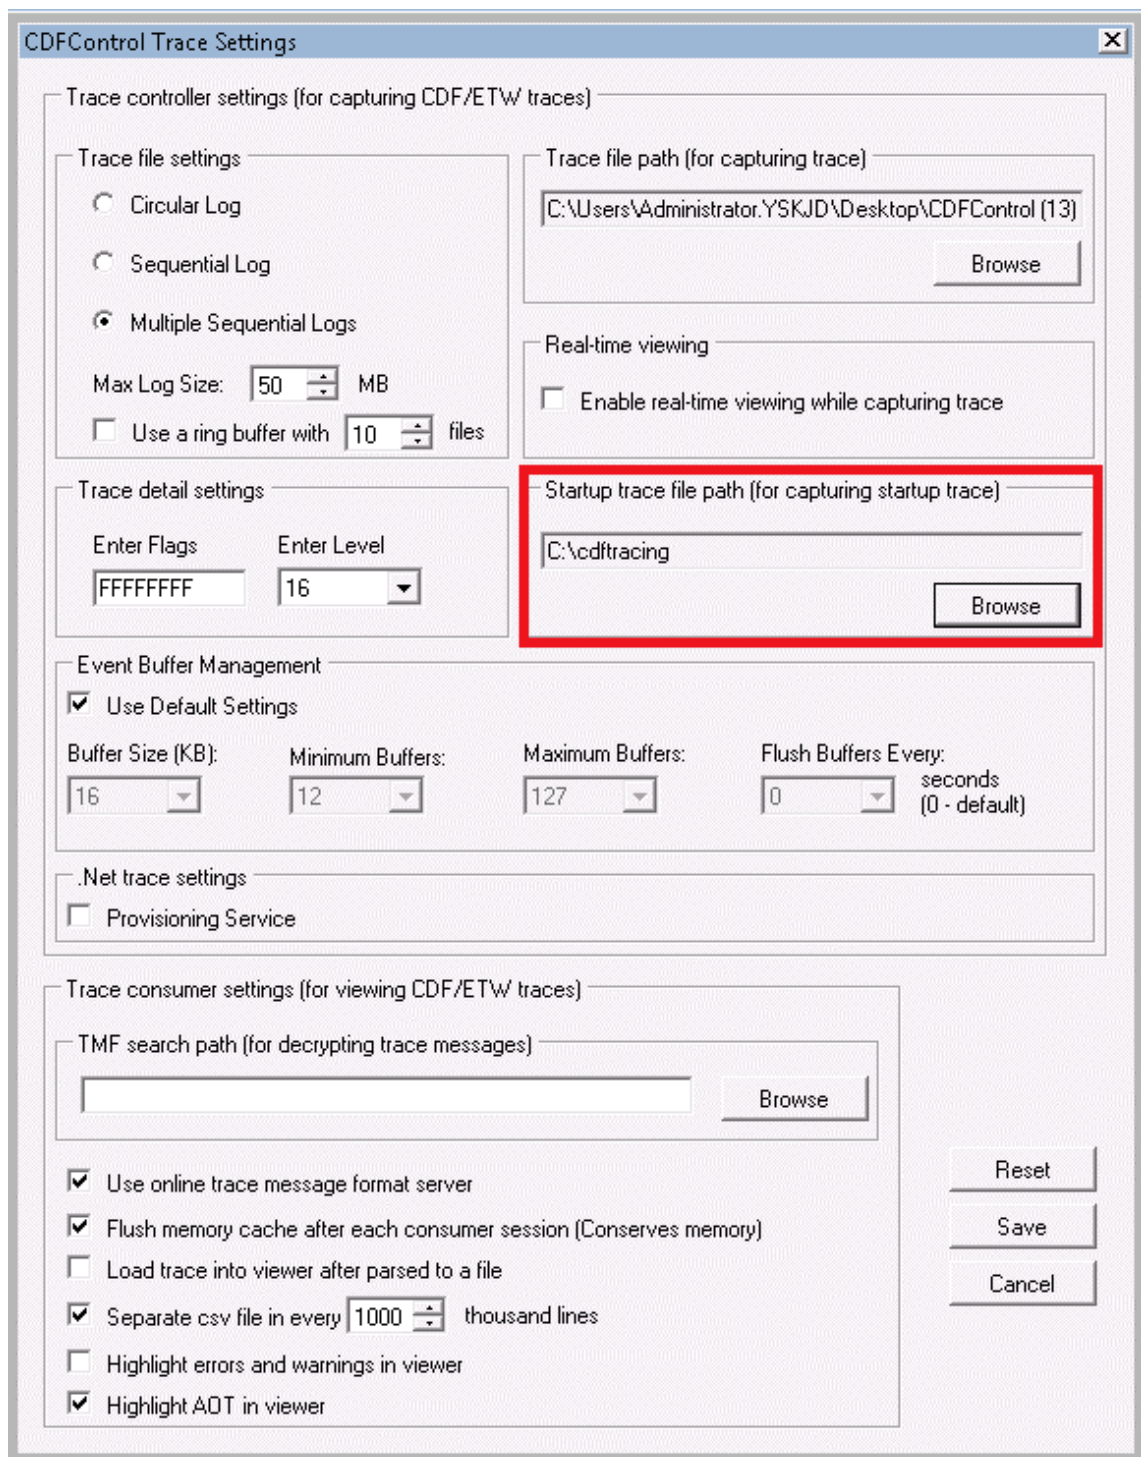 CDFControl Trace Settings
Trace controller settings (for capturing CDF/ETW traces)
Trace file settings
Circular Log
Sequential Log
Multiple Sequential Logs
Max Log Size: 50 MB
Use a ring buffer with 10 files
Trace file path (for capturing trace)
C:\Users\Administrator.YSKJD\Desktop\CDFControl (13)
Browse
Real-time viewing
Enable real-time viewing while capturing trace
Trace detail settings
Enter Flags Enter Level
FFFFFFFF 16
Startup trace file path (for capturing startup trace)
C:\cdftracing
Browse
Event Buffer Management
Use Default Settings
Buffer Size (KB): Minimum Buffers: Maximum Buffers: Flush Buffers Every:
16 12 127 0 seconds
(0 - default)
.Net trace settings
Provisioning Service
Trace consumer settings (for viewing CDF/ETW traces)
TMF search path (for decrypting trace messages)
Browse
Use online trace message format server
Flush memory cache after each consumer session (Conserves memory)
Load trace into viewer after parsed to a file
Separate csv file in every 1000 thousand lines
Highlight errors and warnings in viewer
Highlight AOT in viewer
Reset
Save
Cancel